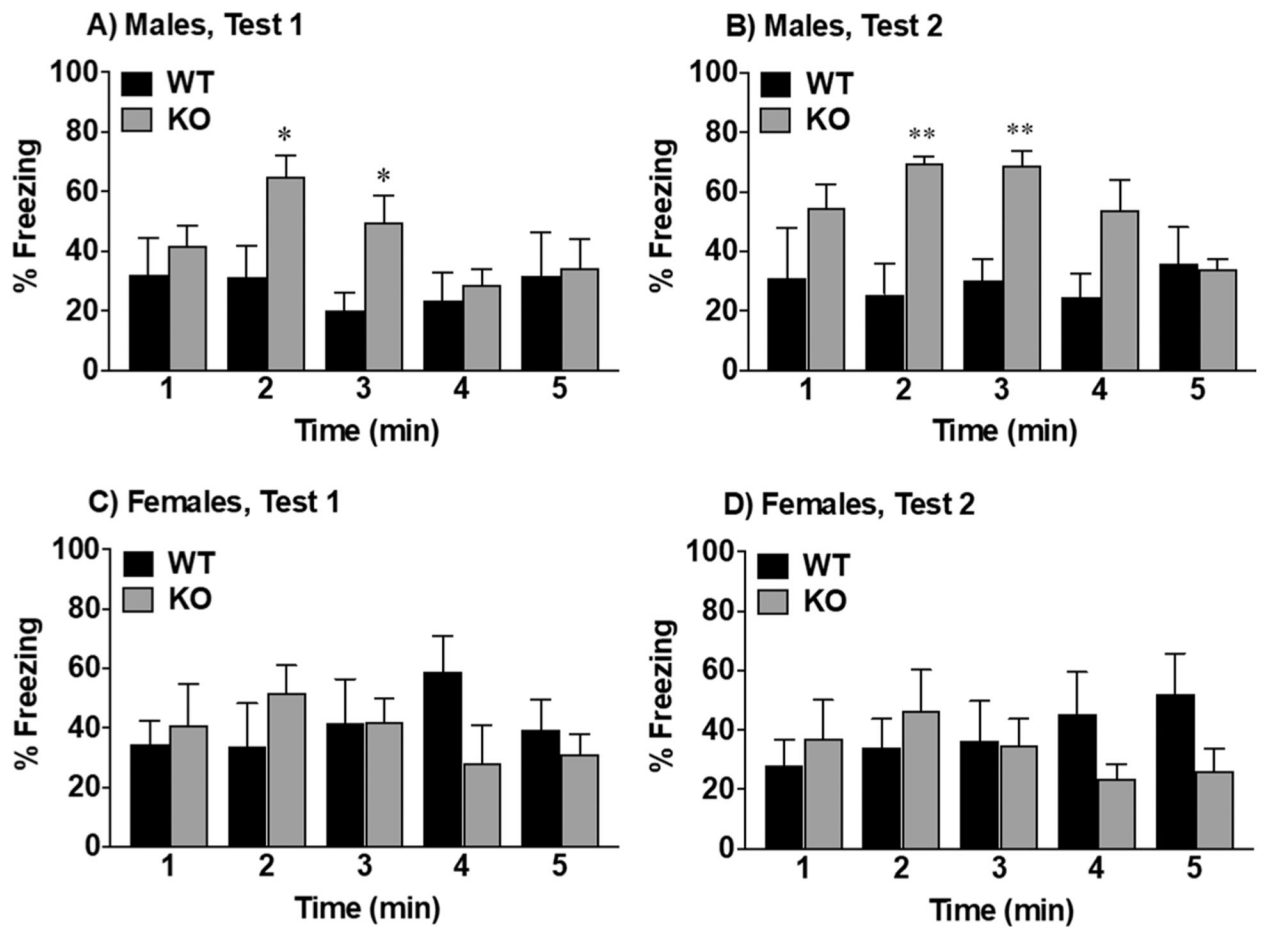 A) Males, Test 1
WT
KO
% Freezing
100
80
60
40
20
0
*
*
1 2 3 4 5
Time (min)
B) Males, Test 2
WT
KO
% Freezing
100
80
60
40
20
0
**
**
1 2 3 4 5
Time (min)
C) Females, Test 1
WT
KO
% Freezing
100
80
60
40
20
0
1 2 3 4 5
Time (min)
D) Females, Test 2
WT
KO
% Freezing
100
80
60
40
20
0
1 2 3 4 5
Time (min)